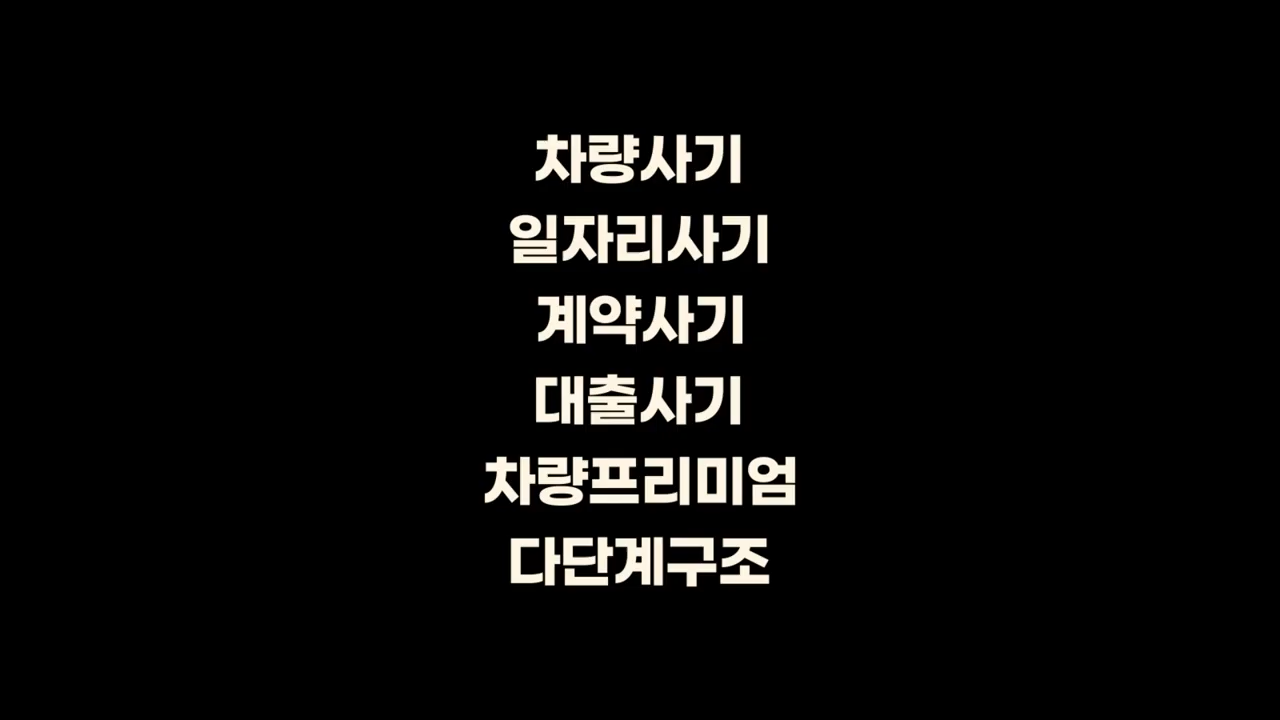 차량사기
일자리사기
계약사기
대출사기
차량프리미엄
다단계구조